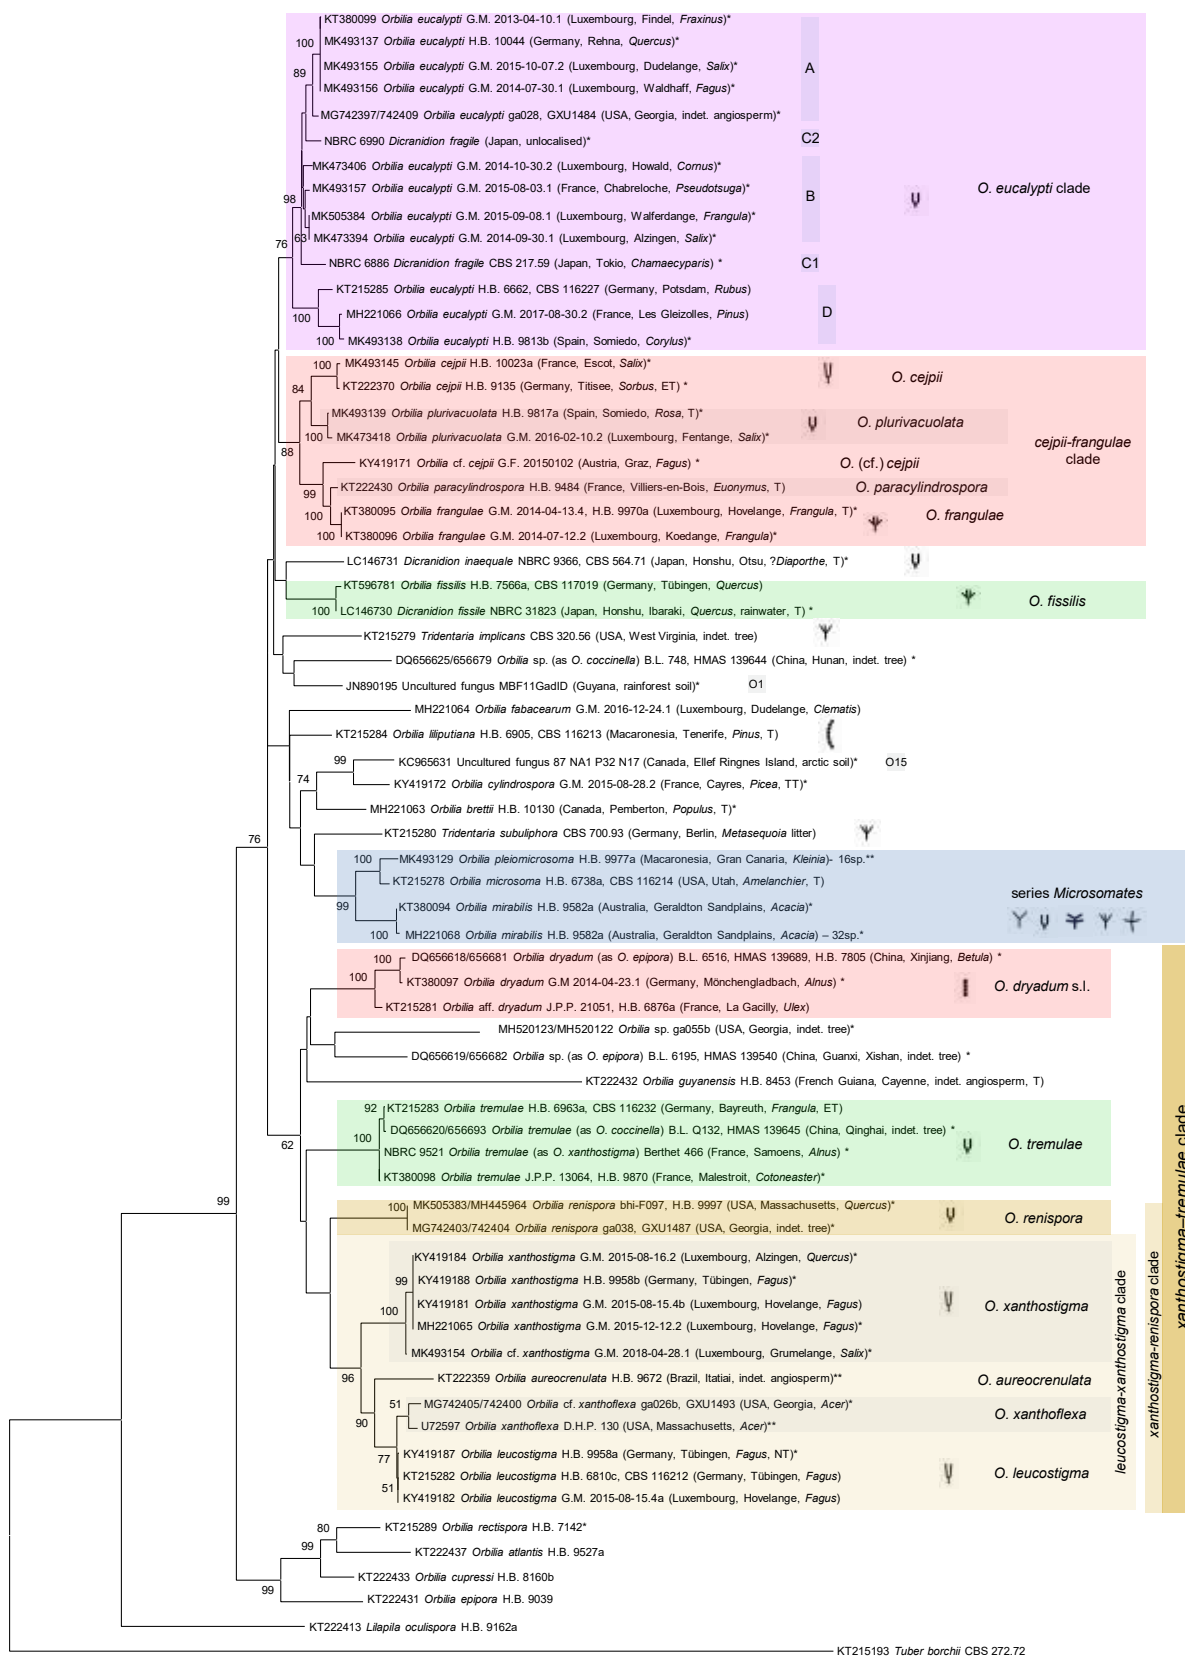 KT380099 Orbilia eucalypti G.M. 2013-04-10.1 (Luxembourg, Findel, Fraxinus)*
100
MK493137 Orbilia eucalypti H.B. 10044 (Germany, Rehna, Quercus)*
MK493155 Orbilia eucalypti G.M. 2015-10-07.2 (Luxembourg, Dudelange, Salix)*
A
89
MK493156 Orbilia eucalypti G.M. 2014-07-30.1 (Luxembourg, Waldhaff, Fagus)*
MG742397/742409 Orbilia eucalypti ga028, GXU1484 (USA, Georgia, indet. angiosperm)*
NBRC 6990 Dicranidion fragile (Japan, unlocalised)*
C2
MK473406 Orbilia eucalypti G.M. 2014-10-30.2 (Luxembourg, Howald, Cornus)*
MK493157 Orbilia eucalypti G.M. 2015-08-03.1 (France, Chabreloche, Pseudotsuga)*
O. eucalypti clade
B
98
MK505384 Orbilia eucalypti G.M. 2015-09-08.1 (Luxembourg, Walferdange, Frangula)*
63
MK473394 Orbilia eucalypti G.M. 2014-09-30.1 (Luxembourg, Alzingen, Salix)*
76
NBRC 6886 Dicranidion fragile CBS 217.59 (Japan, Tokio, Chamaecyparis) *
C1
KT215285 Orbilia eucalypti H.B. 6662, CBS 116227 (Germany, Potsdam, Rubus)
100
MH221066 Orbilia eucalypti G.M. 2017-08-30.2 (France, Les Gleizolles, Pinus)
D
100
MK493138 Orbilia eucalypti H.B. 9813b (Spain, Somiedo, Corylus)*
100
MK493145 Orbilia cejpii H.B. 10023a (France, Escot, Salix)*
O. cejpii
84
KT222370 Orbilia cejpii H.B. 9135 (Germany, Titisee, Sorbus, ET) *
MK493139 Orbilia plurivacuolata H.B. 9817a (Spain, Somiedo, Rosa, T)*
O. plurivacuolata
100
MK473418 Orbilia plurivacuolata G.M. 2016-02-10.2 (Luxembourg, Fentange, Salix)*
cejpii-frangulae
clade
88
KY419171 Orbilia cf. cejpii G.F. 20150102 (Austria, Graz, Fagus) *
O. (cf.) cejpii
99
KT222430 Orbilia paracylindrospora H.B. 9484 (France, Villiers-en-Bois, Euonymus, T)
O. paracylindrospora
100
KT380095 Orbilia frangulae G.M. 2014-04-13.4, H.B. 9970a (Luxembourg, Hovelange, Frangula, T)*
O. frangulae
100
KT380096 Orbilia frangulae G.M. 2014-07-12.2 (Luxembourg, Koedange, Frangula)*
LC146731 Dicranidion inaequale NBRC 9366, CBS 564.71 (Japan, Honshu, Otsu, ?Diaporthe, T)*
KT596781 Orbilia fissilis H.B. 7566a, CBS 117019 (Germany, Tübingen, Quercus)
O. fissilis
100
LC146730 Dicranidion fissile NBRC 31823 (Japan, Honshu, Ibaraki, Quercus, rainwater, T) *
KT215279 Tridentaria implicans CBS 320.56 (USA, West Virginia, indet. tree)
DQ656625/656679 Orbilia sp. (as O. coccinella) B.L. 748, HMAS 139644 (China, Hunan, indet. tree) *
JN890195 Uncultured fungus MBF11GadID (Guyana, rainforest soil)*
O1
MH221064 Orbilia fabacearum G.M. 2016-12-24.1 (Luxembourg, Dudelange, Clematis)
KT215284 Orbilia liliputiana H.B. 6905, CBS 116213 (Macaronesia, Tenerife, Pinus, T)
99
KC965631 Uncultured fungus 87 NA1 P32 N17 (Canada, Ellef Ringnes Island, arctic soil)*
O15
74
KY419172 Orbilia cylindrospora G.M. 2015-08-28.2 (France, Cayres, Picea, TT)*
MH221063 Orbilia brettii H.B. 10130 (Canada, Pemberton, Populus, T)*
76
KT215280 Tridentaria subuliphora CBS 700.93 (Germany, Berlin, Metasequoia litter)
100
MK493129 Orbilia pleiomicrosoma H.B. 9977a (Macaronesia, Gran Canaria, Kleinia)- 16sp.**
KT215278 Orbilia microsoma H.B. 6738a, CBS 116214 (USA, Utah, Amelanchier, T)
series Microsomates
99
KT380094 Orbilia mirabilis H.B. 9582a (Australia, Geraldton Sandplains, Acacia)*
100
MH221068 Orbilia mirabilis H.B. 9582a (Australia, Geraldton Sandplains, Acacia) – 32sp.*
100
DQ656618/656681 Orbilia dryadum (as O. epipora) B.L. 6516, HMAS 139689, H.B. 7805 (China, Xinjiang, Betula) *
100
KT380097 Orbilia dryadum G.M 2014-04-23.1 (Germany, Mönchengladbach, Alnus) *
O. dryadum s.l.
KT215281 Orbilia aff. dryadum J.P.P. 21051, H.B. 6876a (France, La Gacilly, Ulex)
MH520123/MH520122 Orbilia sp. ga055b (USA, Georgia, indet. tree)*
DQ656619/656682 Orbilia sp. (as O. epipora) B.L. 6195, HMAS 139540 (China, Guanxi, Xishan, indet. tree) *
KT222432 Orbilia guyanensis H.B. 8453 (French Guiana, Cayenne, indet. angiosperm, T)
92
KT215283 Orbilia tremulae H.B. 6963a, CBS 116232 (Germany, Bayreuth, Frangula, ET)
DQ656620/656693 Orbilia tremulae (as O. coccinella) B.L. Q132, HMAS 139645 (China, Qinghai, indet. tree) *
100
62
NBRC 9521 Orbilia tremulae (as O. xanthostigma) Berthet 466 (France, Samoens, Alnus) *
O. tremulae
KT380098 Orbilia tremulae J.P.P. 13064, H.B. 9870 (France, Malestroit, Cotoneaster)*
99
100
MK505383/MH445964 Orbilia renispora bhi-F097, H.B. 9997 (USA, Massachusetts, Quercus)*
O. renispora
MG742403/742404 Orbilia renispora ga038, GXU1487 (USA, Georgia, indet. tree)*
xanthostigma–tremulae clade
KY419184 Orbilia xanthostigma G.M. 2015-08-16.2 (Luxembourg, Alzingen, Quercus)*
99
KY419188 Orbilia xanthostigma H.B. 9958b (Germany, Tübingen, Fagus)*
100
KY419181 Orbilia xanthostigma G.M. 2015-08-15.4b (Luxembourg, Hovelange, Fagus)
O. xanthostigma
MH221065 Orbilia xanthostigma G.M. 2015-12-12.2 (Luxembourg, Hovelange, Fagus)*
MK493154 Orbilia cf. xanthostigma G.M. 2018-04-28.1 (Luxembourg, Grumelange, Salix)*
leucostigma-xanthostigma clade
xanthostigma-renispora clade
96
KT222359 Orbilia aureocrenulata H.B. 9672 (Brazil, Itatiai, indet. angiosperm)**
O. aureocrenulata
51
MG742405/742400 Orbilia cf. xanthoflexa ga026b, GXU1493 (USA, Georgia, Acer)*
O. xanthoflexa
90
U72597 Orbilia xanthoflexa D.H.P. 130 (USA, Massachusetts, Acer)**
77
KY419187 Orbilia leucostigma H.B. 9958a (Germany, Tübingen, Fagus, NT)*
KT215282 Orbilia leucostigma H.B. 6810c, CBS 116212 (Germany, Tübingen, Fagus)
O. leucostigma
51
KY419182 Orbilia leucostigma G.M. 2015-08-15.4a (Luxembourg, Hovelange, Fagus)
80
KT215289 Orbilia rectispora H.B. 7142*
99
KT222437 Orbilia atlantis H.B. 9527a
KT222433 Orbilia cupressi H.B. 8160b
99
KT222431 Orbilia epipora H.B. 9039
KT222413 Lilapila oculispora H.B. 9162a
KT215193 Tuber borchii CBS 272.72